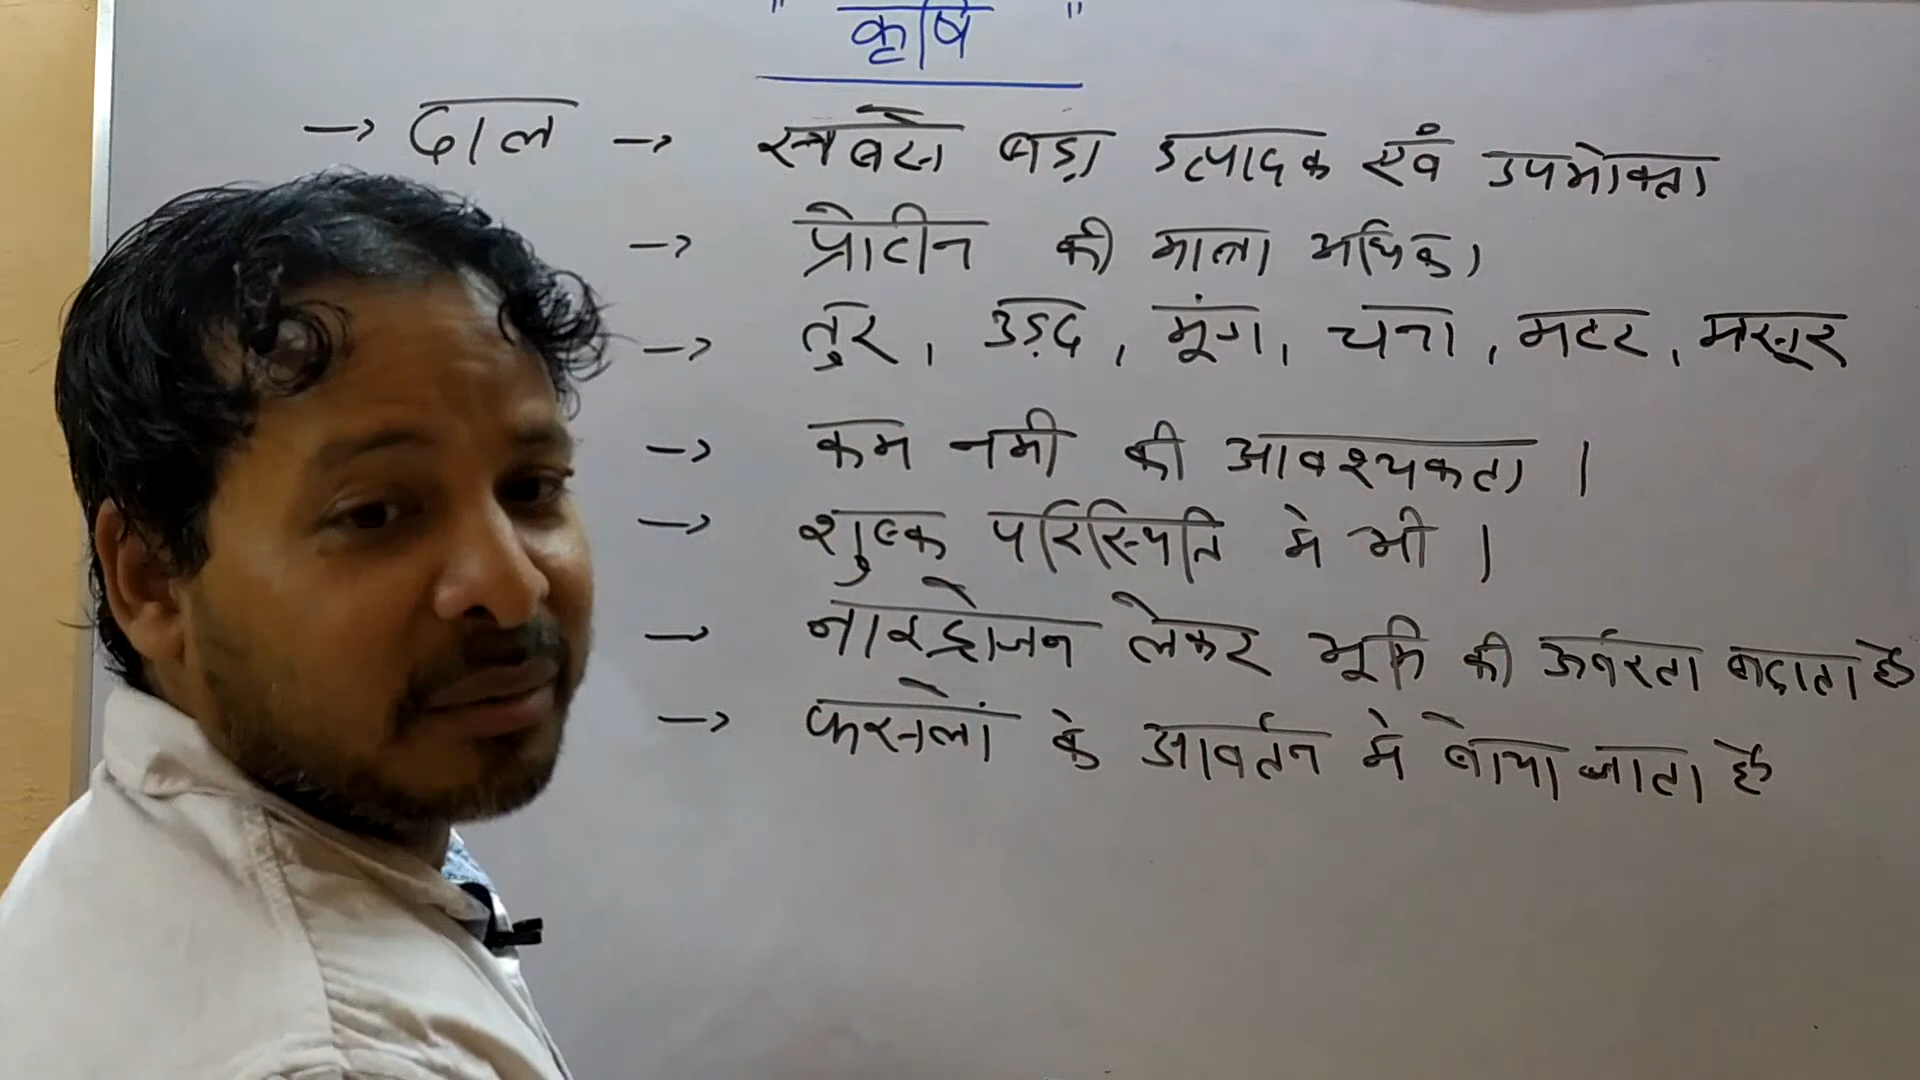 " कृषि "
→ दाल → सबसे बड़ा उत्पादक एवं उपभोक्ता
→ प्रोटीन की मात्रा अधिक।
→ तुर, उड़द, मूंग, चना, मटर, मसूर
→ कम नमी की आवश्यकता ।
→ शुष्क परिस्थिति मे भी ।
→ नाइट्रोजन लेकर भूमि की ऊर्वरता बढ़ाता है
→ फसलों के आवर्तन मे बोया जाता है